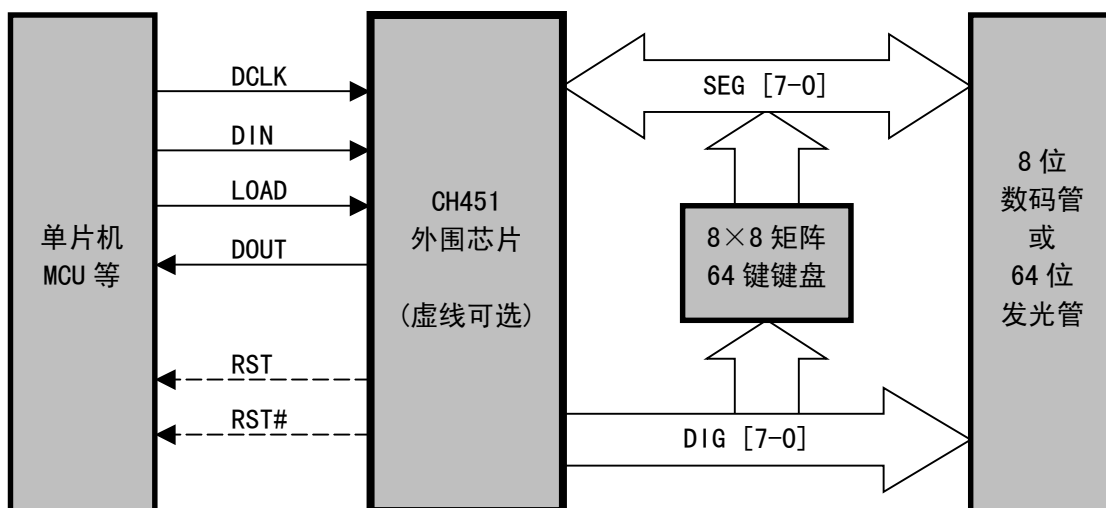 单片机
MCU 等
DCLK
DIN
LOAD
DOUT
RST
RST#
CH451
外围芯片
(虚线可选)
SEG [7-0]
8×8 矩阵
64 键键盘
DIG [7-0]
8 位
数码管
或
64 位
发光管